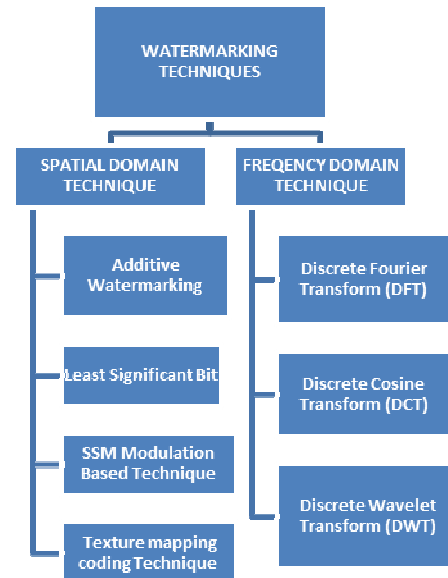 WATERMARKING
TECHNIQUES
SPATIAL DOMAIN
TECHNIQUE
FREQENCY DOMAIN
TECHNIQUE
Additive
Watermarking
Least Significant Bit
SSM Modulation
Based Technique
Texture mapping
coding Technique
Discrete Fourier
Transform (DFT)
Discrete Cosine
Transform (DCT)
Discrete Wavelet
Transform (DWT)